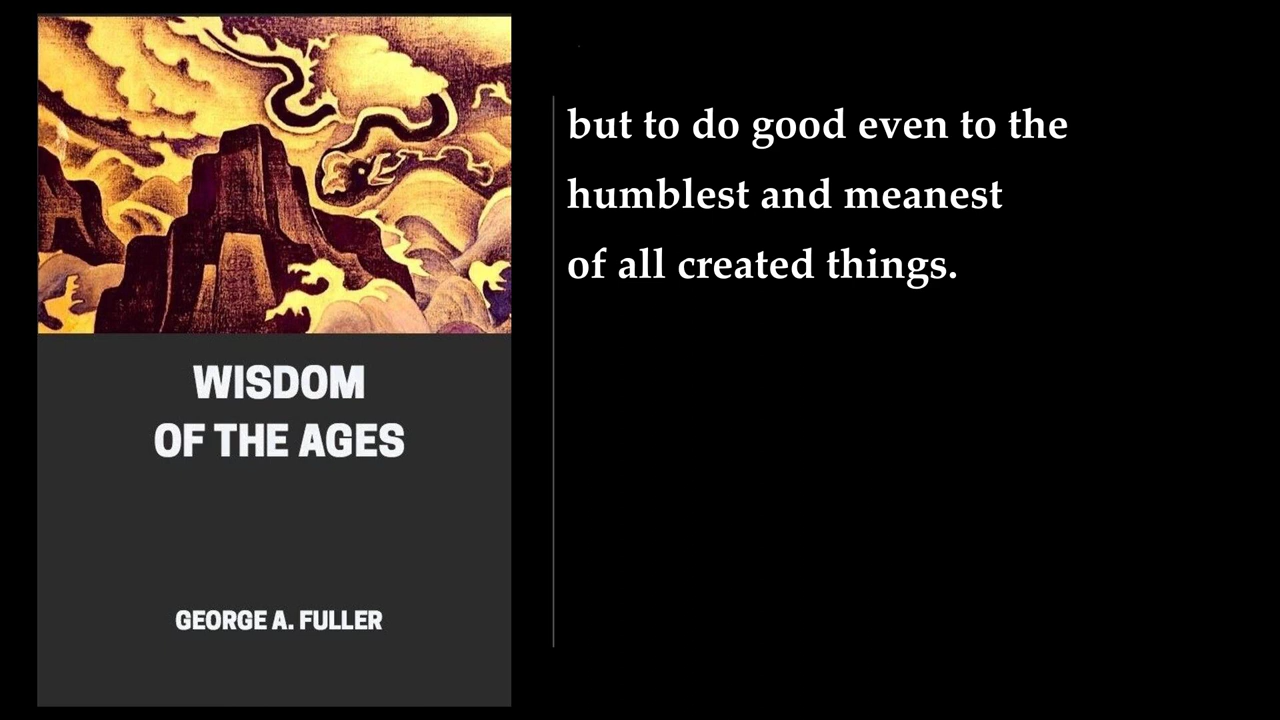 WISDOM
OF THE AGES
GEORGE A. FULLER
but to do good even to the
humblest and meanest
of all created things.